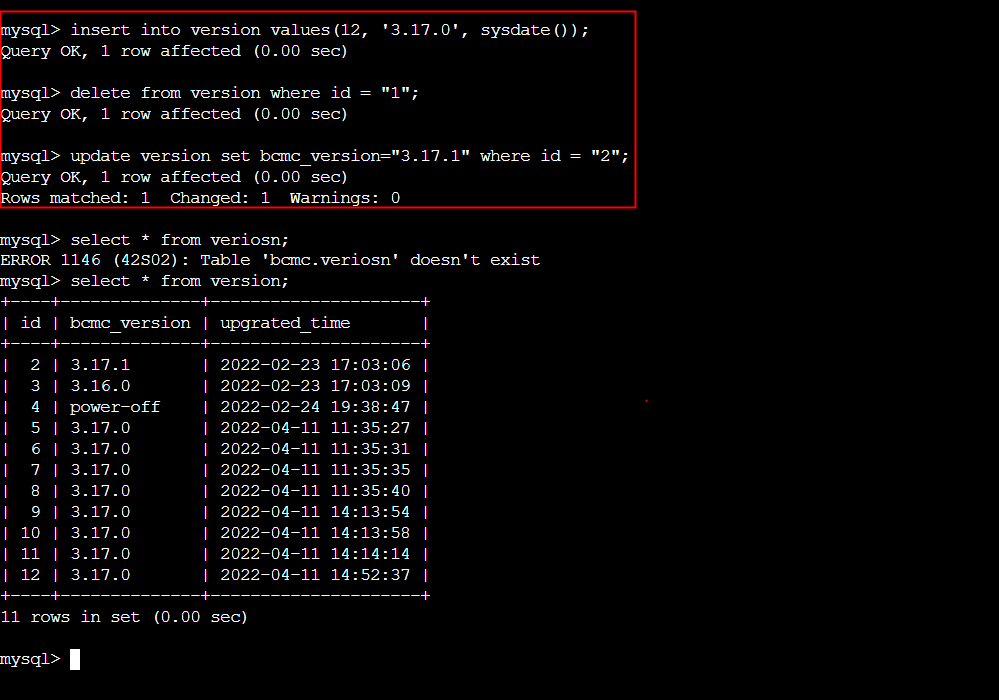 mysql> insert into version values(12, '3.17.0', sysdate());
Query OK, 1 row affected (0.00 sec)
mysql> delete from version where id = "1";
Query OK, 1 row affected (0.00 sec)
mysql> update version set bcmc_version="3.17.1" where id = "2";
Query OK, 1 row affected (0.00 sec)
Rows matched: 1  Changed: 1  Warnings: 0
mysql> select * from veriosn;
ERROR 1146 (42S02): Table 'bcmc.veriosn' doesn't exist
mysql> select * from version;
+----+--------------+---------------------+
| id | bcmc_version | upgrated_time       |
+----+--------------+---------------------+
|  2 | 3.17.1       | 2022-02-23 17:03:06 |
|  3 | 3.16.0       | 2022-02-23 17:03:09 |
|  4 | power-off    | 2022-02-24 19:38:47 |
|  5 | 3.17.0       | 2022-04-11 11:35:27 |
|  6 | 3.17.0       | 2022-04-11 11:35:31 |
|  7 | 3.17.0       | 2022-04-11 11:35:35 |
|  8 | 3.17.0       | 2022-04-11 11:35:40 |
|  9 | 3.17.0       | 2022-04-11 14:13:54 |
| 10 | 3.17.0       | 2022-04-11 14:13:58 |
| 11 | 3.17.0       | 2022-04-11 14:14:14 |
| 12 | 3.17.0       | 2022-04-11 14:52:37 |
+----+--------------+---------------------+
11 rows in set (0.00 sec)
mysql>